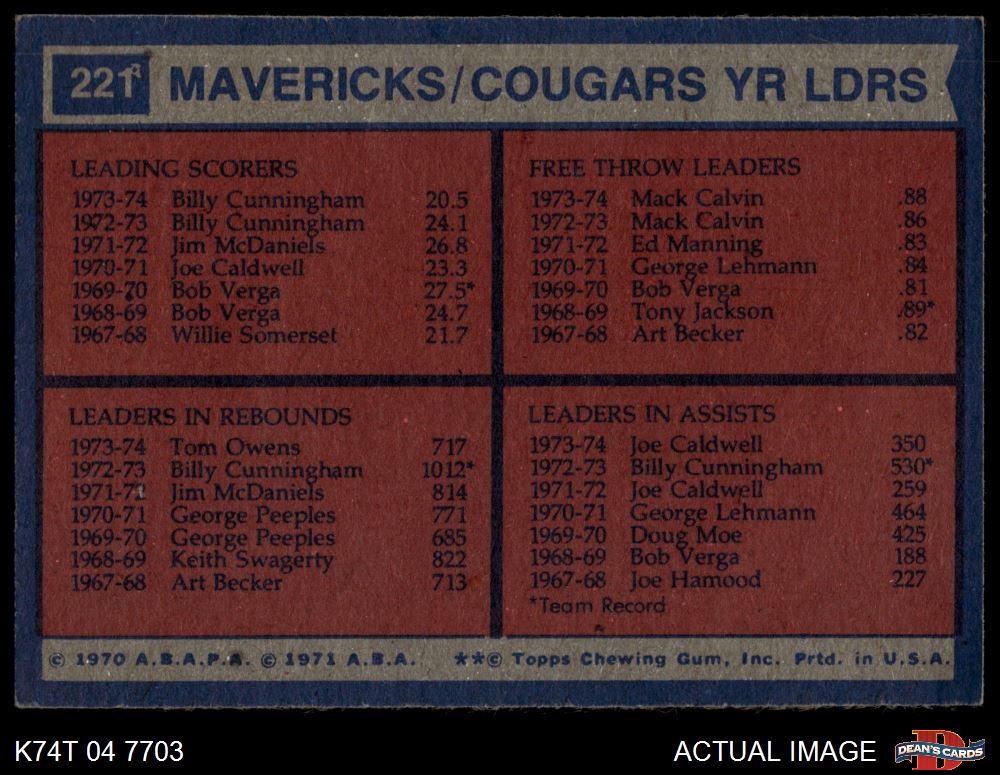 221
MAVERICKS/COUGARS YR LDRS
LEADING SCORERS
1973-74 Billy Cunningham 20.5
1972-73 Billy Cunningham 24.1
1971-72 Jim McDaniels 26.8
1970-71 Joe Caldwell 23.3
1969-70 Bob Verga 27.5*
1968-69 Bob Verga 24.7
1967-68 Willie Somerset 21.7
FREE THROW LEADERS
1973-74 Mack Calvin .88
1972-73 Mack Calvin .86
1971-72 Ed Manning .83
1970-71 George Lehmann .84
1969-70 Bob Verga .81
1968-69 Tony Jackson .89*
1967-68 Art Becker .82
LEADERS IN REBOUNDS
1973-74 Tom Owens 717
1972-73 Billy Cunningham 1012*
1971-72 Jim McDaniels 814
1970-71 George Peeples 771
1969-70 George Peeples 685
1968-69 Keith Swagerty 822
1967-68 Art Becker 713
LEADERS IN ASSISTS
1973-74 Joe Caldwell 350
1972-73 Billy Cunningham 530*
1971-72 Joe Caldwell 259
1970-71 George Lehmann 464
1969-70 Doug Moe 425
1968-69 Bob Verga 188
1967-68 Joe Hamood 227
*Team Record
© 1970 A.B.A.P.A. © 1971 A.B.A. **© Topps Chewing Gum, Inc. Prtd. in U.S.A.
K74T 04 7703
ACTUAL IMAGE
DEAN'S CARDS